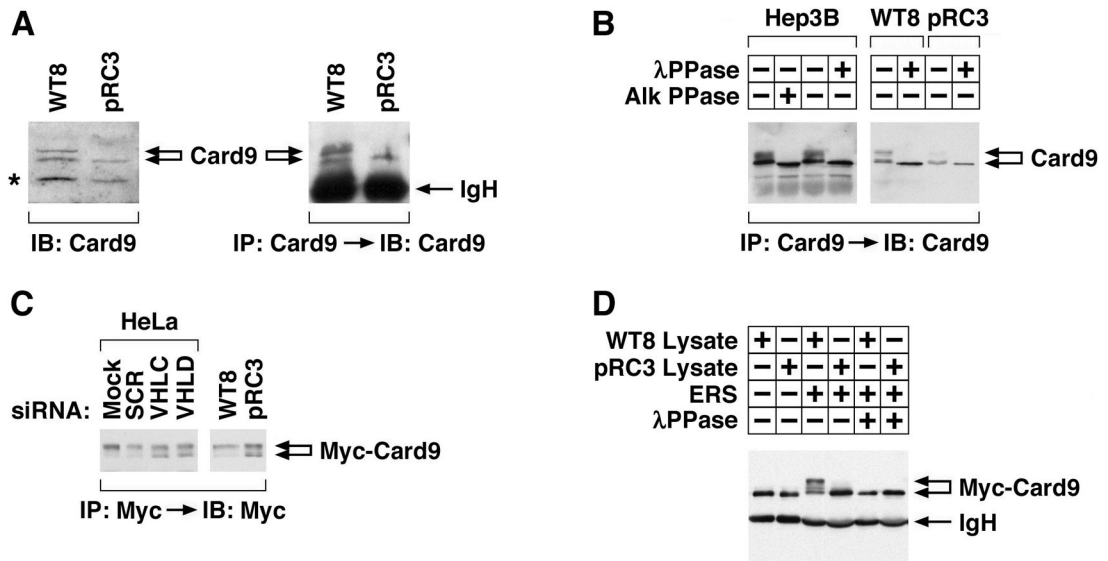 A
WT8
pRC3
Card9
*
IB: Card9
WT8
pRC3
IgH
IP: Card9 → IB: Card9
B
Hep3B WT8 pRC3
λPPase − − − + − + − +
Alk PPase − + − − − − − −
Card9
IP: Card9 → IB: Card9
C
HeLa
siRNA: Mock SCR VHLC VHLD WT8 pRC3
Myc-Card9
IP: Myc → IB: Myc
D
WT8 Lysate + − + − + −
pRC3 Lysate − + − + − +
ERS − − + + + +
λPPase − − − − + +
Myc-Card9
IgH